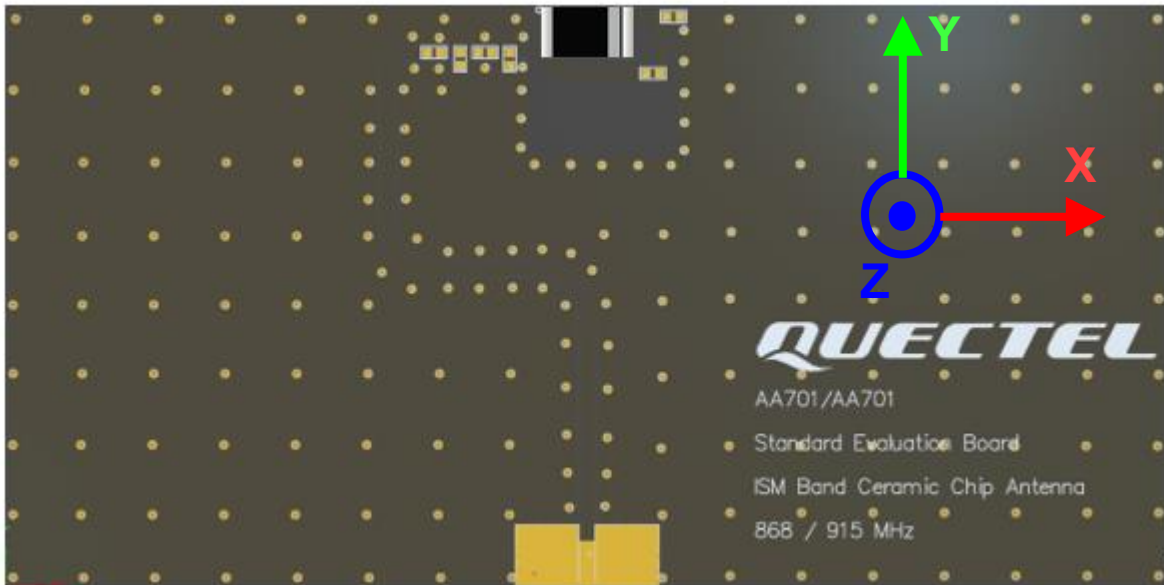 Y
X
Z
QUECTEL
AA701/AA701
Standard Evaluation Board
ISM Band Ceramic Chip Antenna
868 / 915 MHz